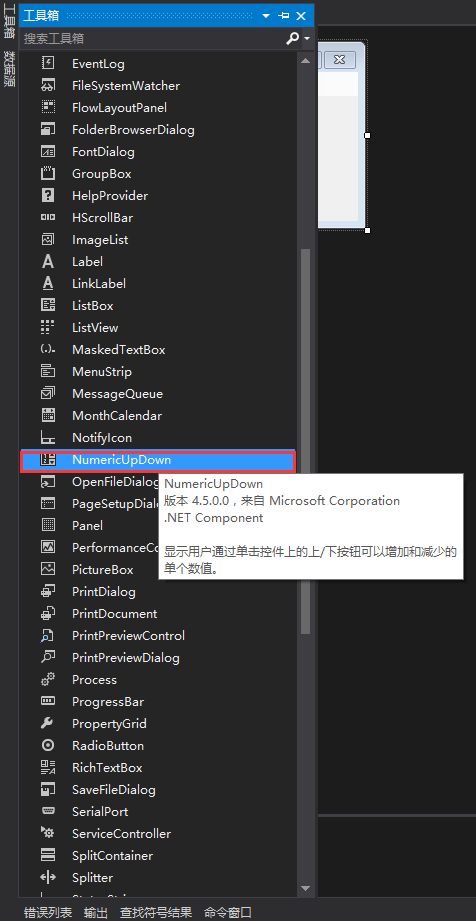 工具箱
数据源
工具箱
搜索工具箱
EventLog
FileSystemWatcher
FlowLayoutPanel
FolderBrowserDialog
FontDialog
GroupBox
HelpProvider
HScrollBar
ImageList
Label
LinkLabel
ListBox
ListView
MaskedTextBox
MenuStrip
MessageQueue
MonthCalendar
NotifyIcon
NumericUpDown
OpenFileDialog
PageSetupDialo
Panel
PerformanceCo
PictureBox
PrintDialog
PrintDocument
PrintPreviewControl
PrintPreviewDialog
Process
ProgressBar
PropertyGrid
RadioButton
RichTextBox
SaveFileDialog
SerialPort
ServiceController
SplitContainer
Splitter
NumericUpDown
版本 4.5.0.0，来自 Microsoft Corporation
.NET Component
显示用户通过单击控件上的上/下按钮可以增加和减少的
单个数值。
错误列表 输出 查找符号结果 命令窗口